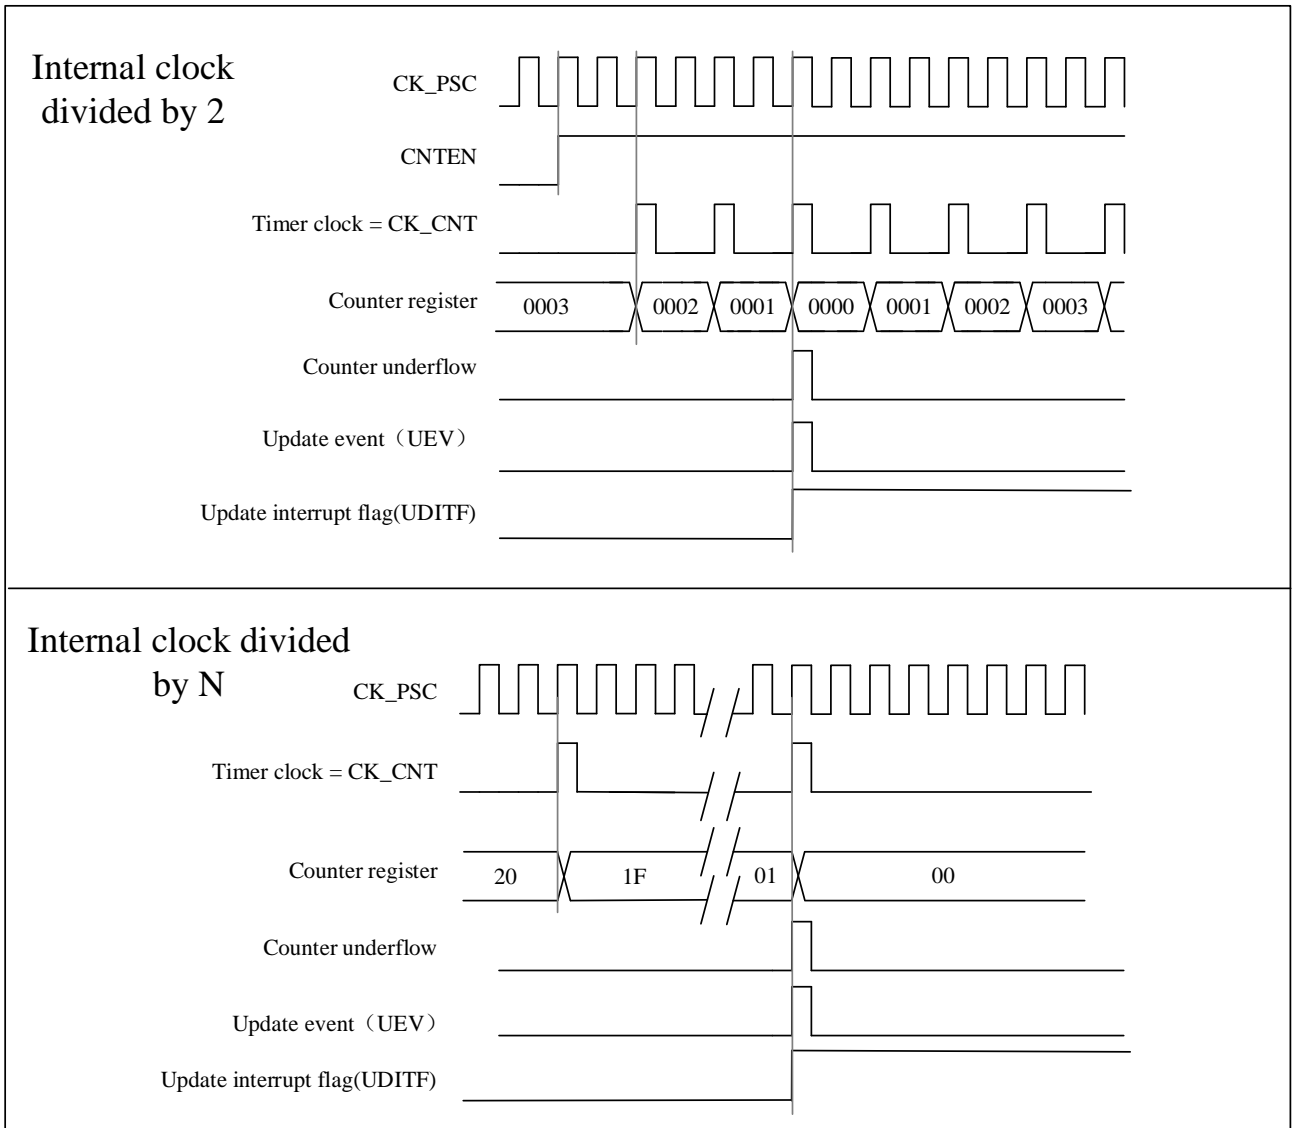 Internal clock
divided by 2
CK_PSC
CNTEN
Timer clock = CK_CNT
Counter register
0003 0002 0001 0000 0001 0002 0003
Counter underflow
Update event（UEV）
Update interrupt flag(UDITF)
Internal clock divided
by N
CK_PSC
Timer clock = CK_CNT
Counter register
20 1F 01 00
Counter underflow
Update event（UEV）
Update interrupt flag(UDITF)